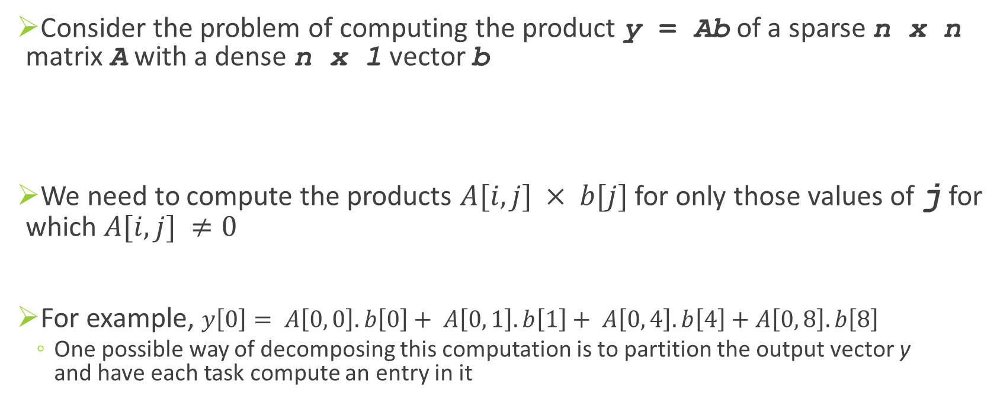 ➢Consider the problem of computing the product y = Ab of a sparse n x n
matrix A with a dense n x 1 vector b
➢We need to compute the products A[i, j] × b[j] for only those values of j for
which A[i, j] ≠ 0
➢For example, y[0] = A[0, 0]. b[0] + A[0, 1]. b[1] + A[0, 4]. b[4] + A[0, 8]. b[8]
◦ One possible way of decomposing this computation is to partition the output vector y
and have each task compute an entry in it